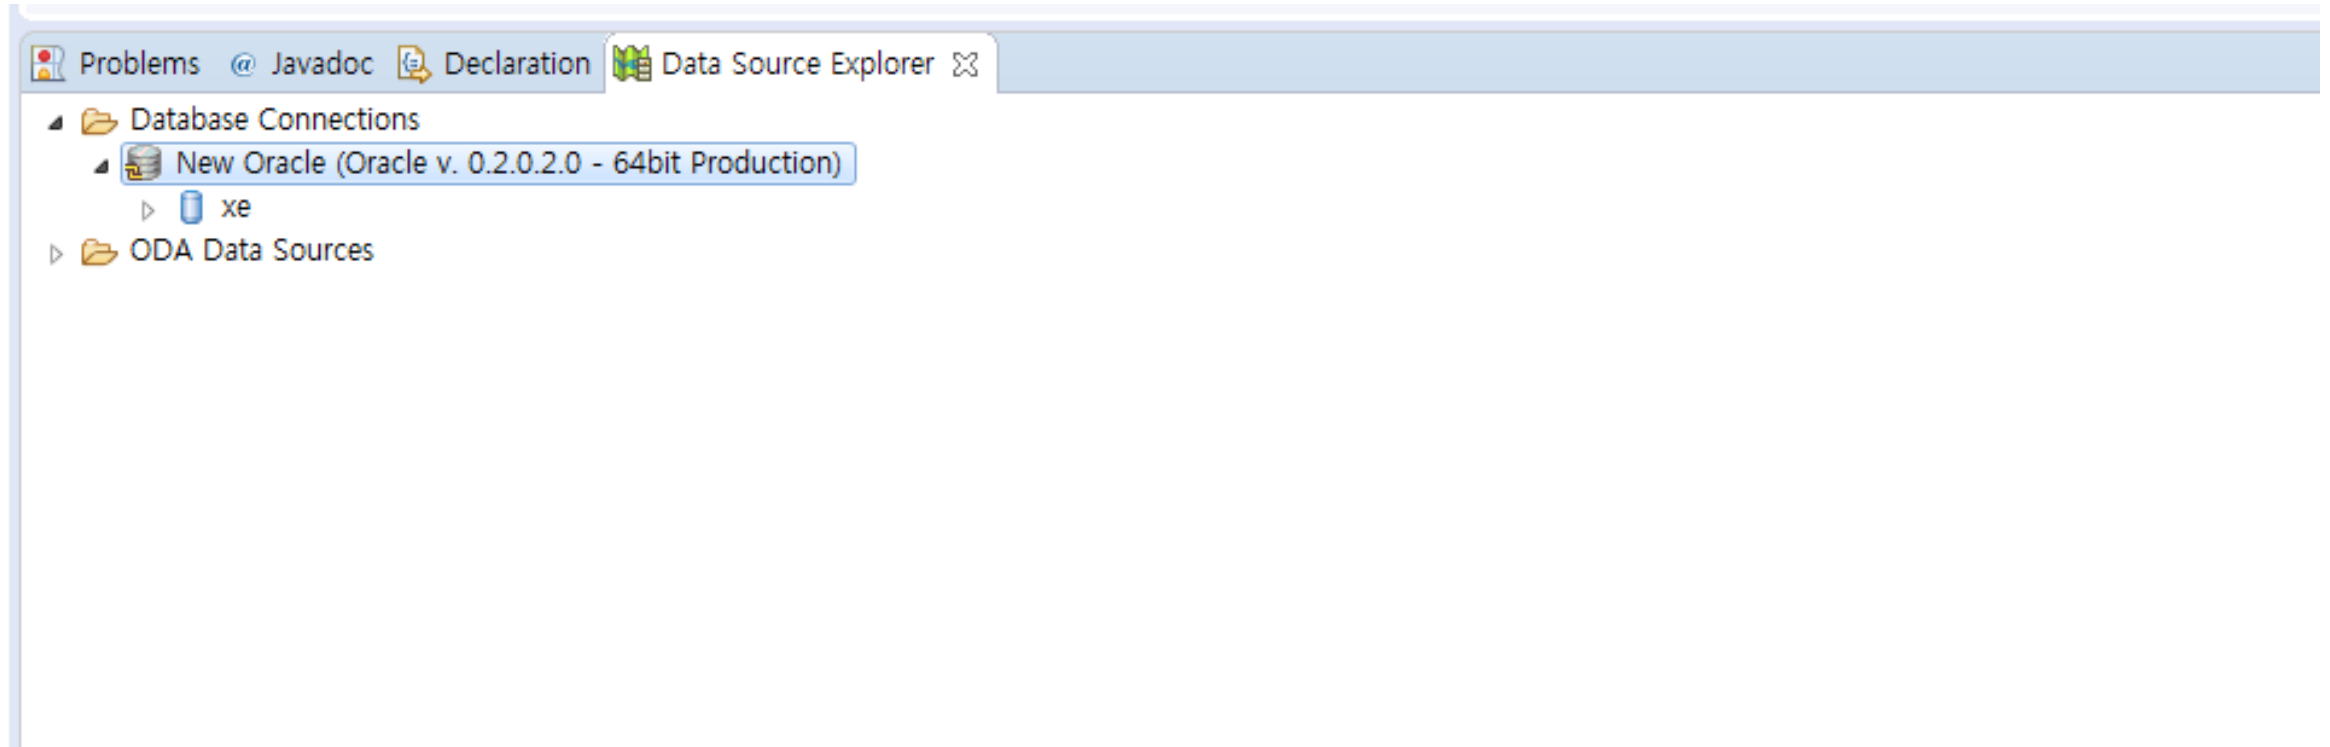 Problems @ Javadoc Declaration Data Source Explorer
Database Connections
New Oracle (Oracle v. 0.2.0.2.0 - 64bit Production)
xe
ODA Data Sources